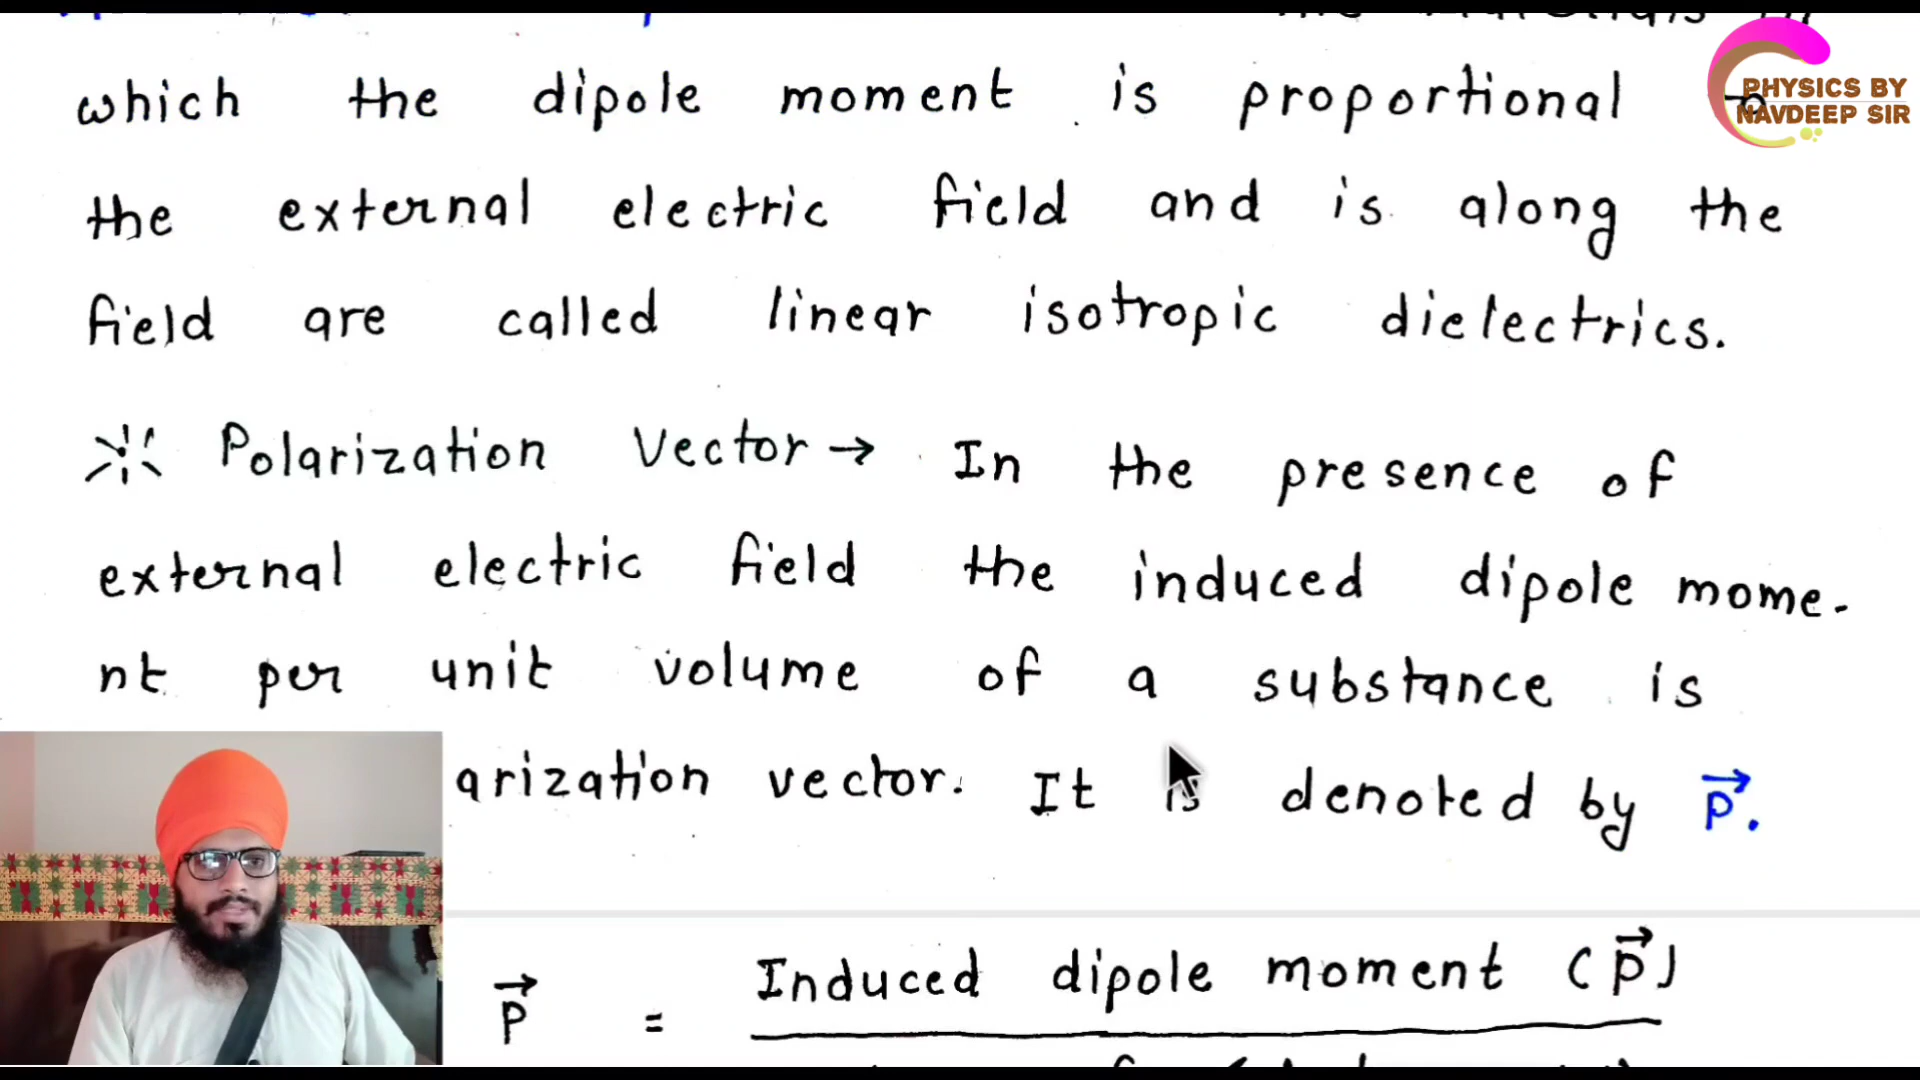 which the dipole moment is proportional
PHYSICS BY
NAVDEEP SIR
the external electric field and is along the
field are called linear isotropic dielectrics.
Polarization Vector → In the presence of
external electric field the induced dipole mome-
nt per unit volume of a substance is
arization vector. It is denoted by P⃗.
P⃗ = Induced dipole moment (p⃗)